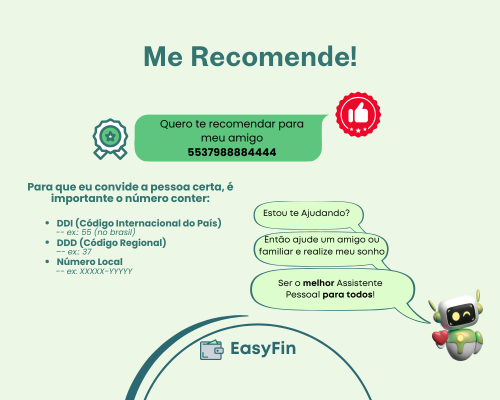 Me Recomende!
Quero te recomendar para
meu amigo
5537988884444
Para que eu convide a pessoa certa, é
importante o número conter:
• DDI (Código Internacional do País)
-- ex.: 55 (no brasil)
• DDD (Código Regional)
-- ex.: 37
• Número Local
-- ex: XXXXX-YYYYY
Estou te Ajudando?
Então ajude um amigo ou
familiar e realize meu sonho
Ser o melhor Assistente
Pessoal para todos!
EasyFin